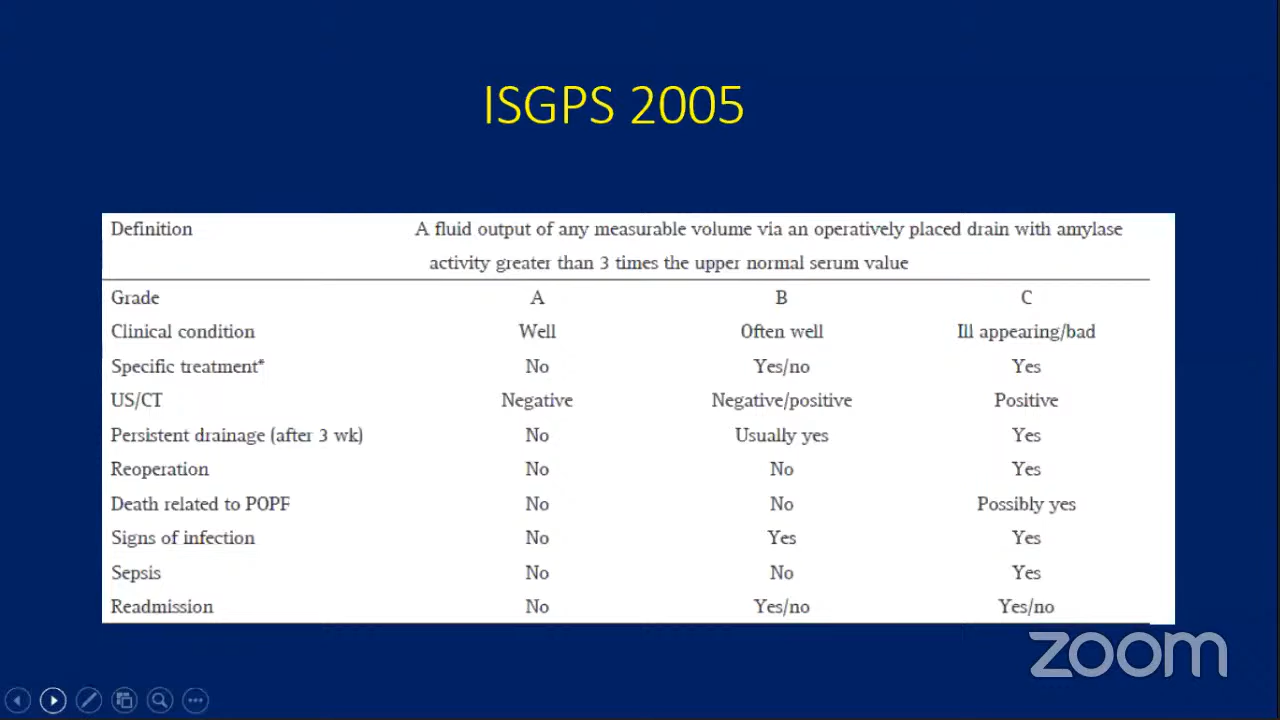 ISGPS 2005
Definition A fluid output of any measurable volume via an operatively placed drain with amylase
activity greater than 3 times the upper normal serum value
Grade A B C
Clinical condition Well Often well Ill appearing/bad
Specific treatment* No Yes/no Yes
US/CT Negative Negative/positive Positive
Persistent drainage (after 3 wk) No Usually yes Yes
Reoperation No No Yes
Death related to POPF No No Possibly yes
Signs of infection No Yes Yes
Sepsis No No Yes
Readmission No Yes/no Yes/no
zoom